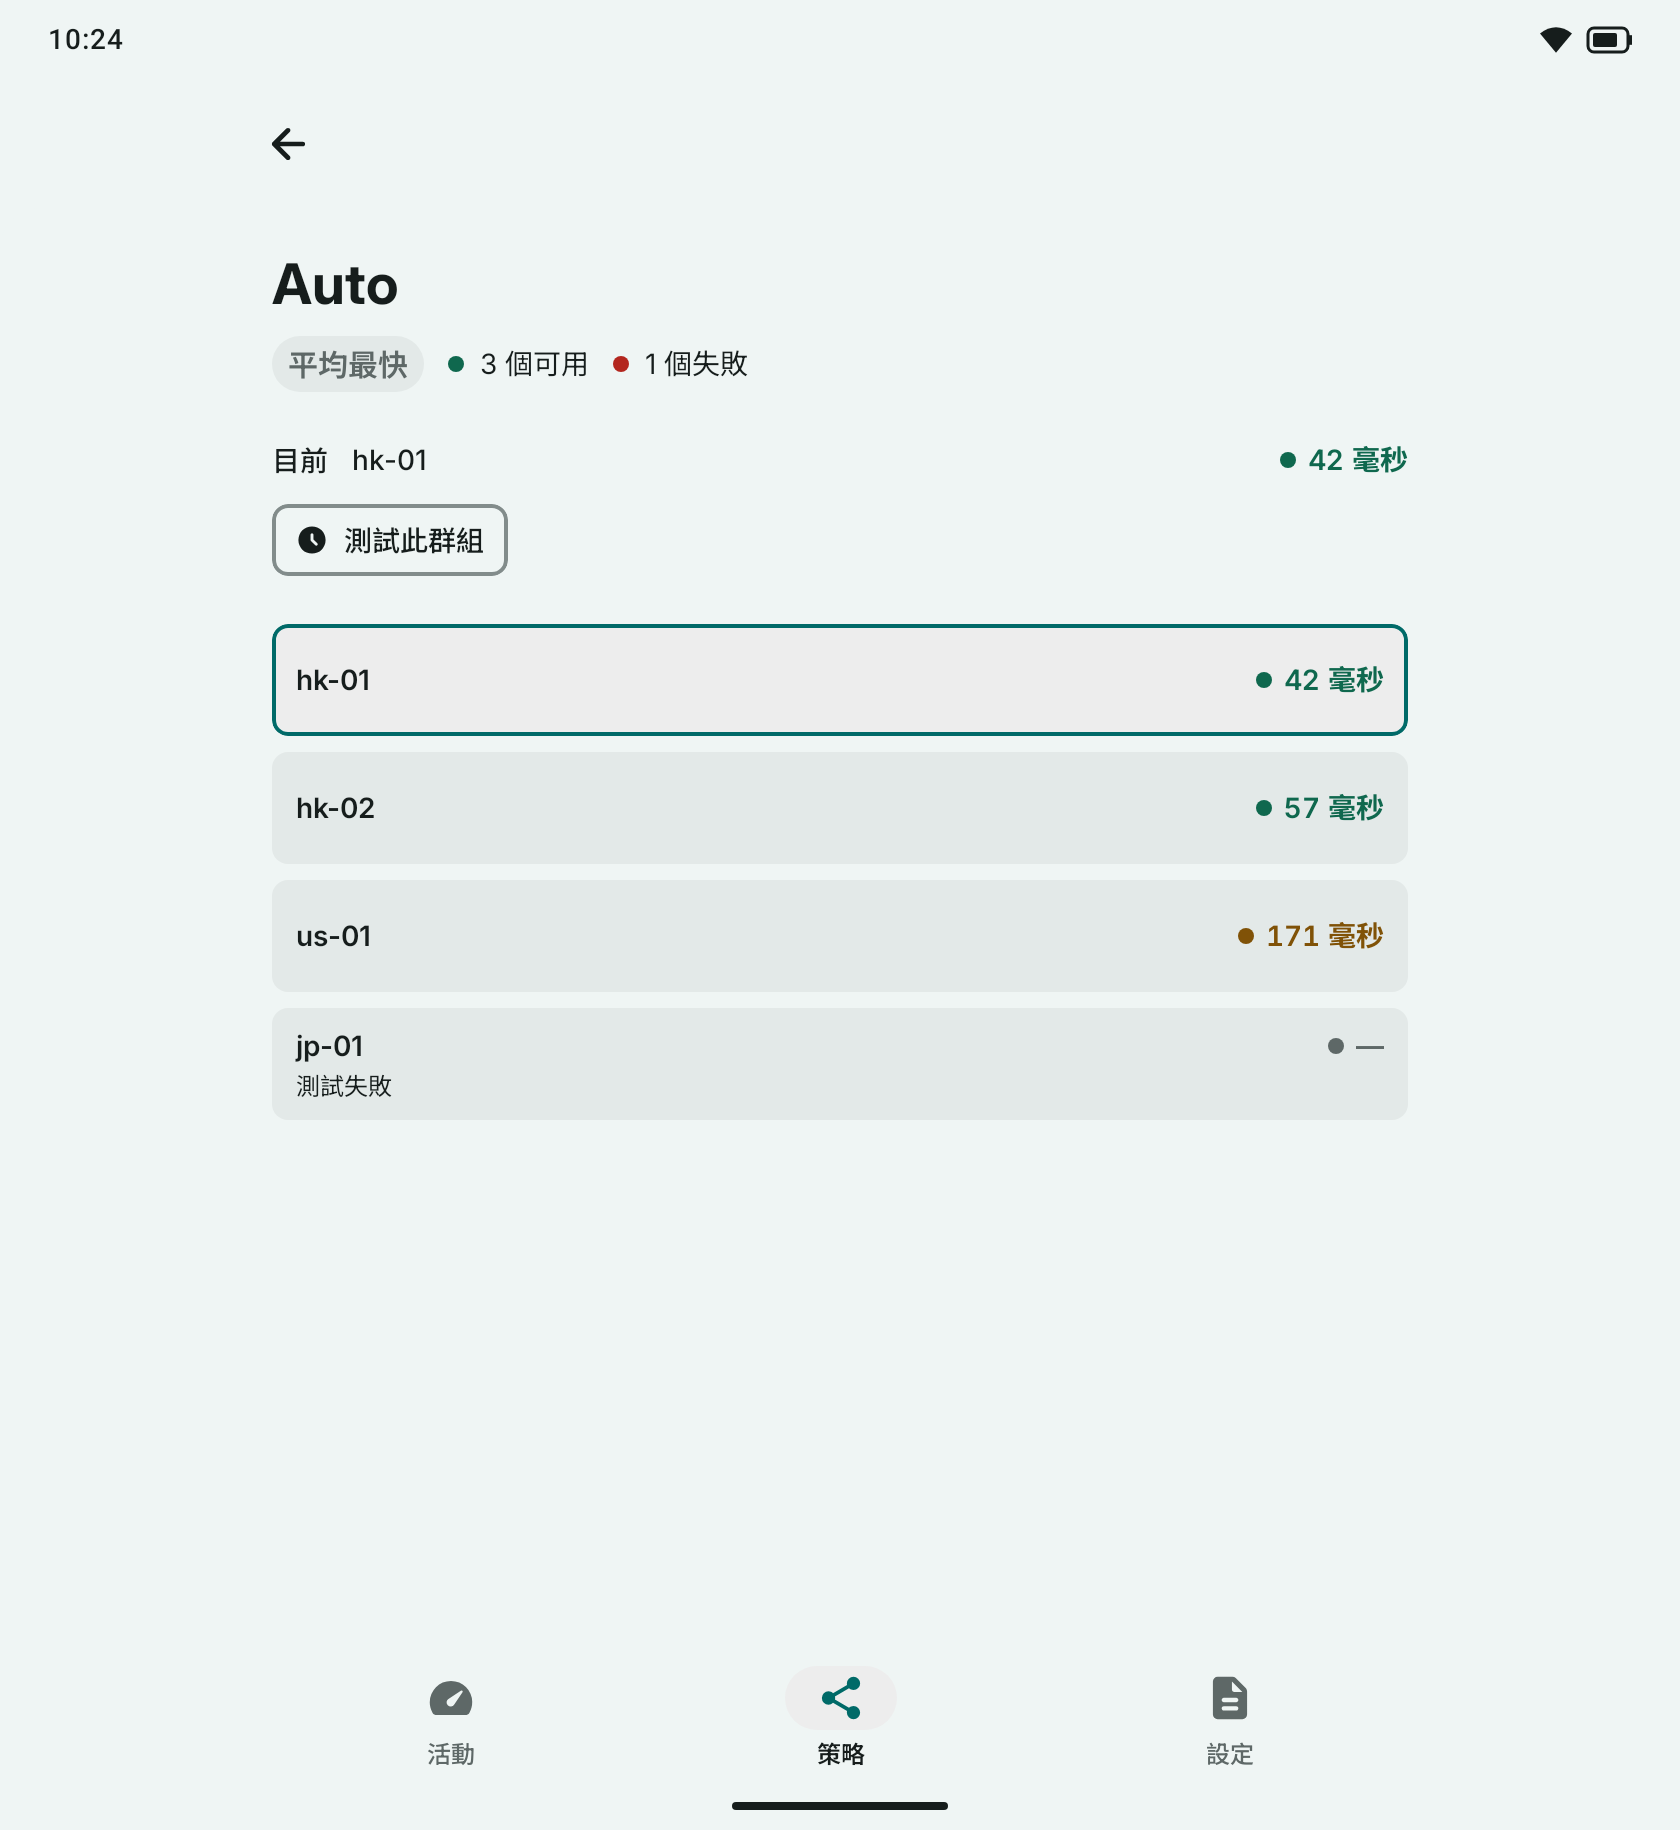 10:24
Auto
平均最快 3 個可用 1 個失敗
目前 hk-01 42 毫秒
測試此群組
hk-01 42 毫秒
hk-02 57 毫秒
us-01 171 毫秒
jp-01 —
測試失敗
活動 策略 設定